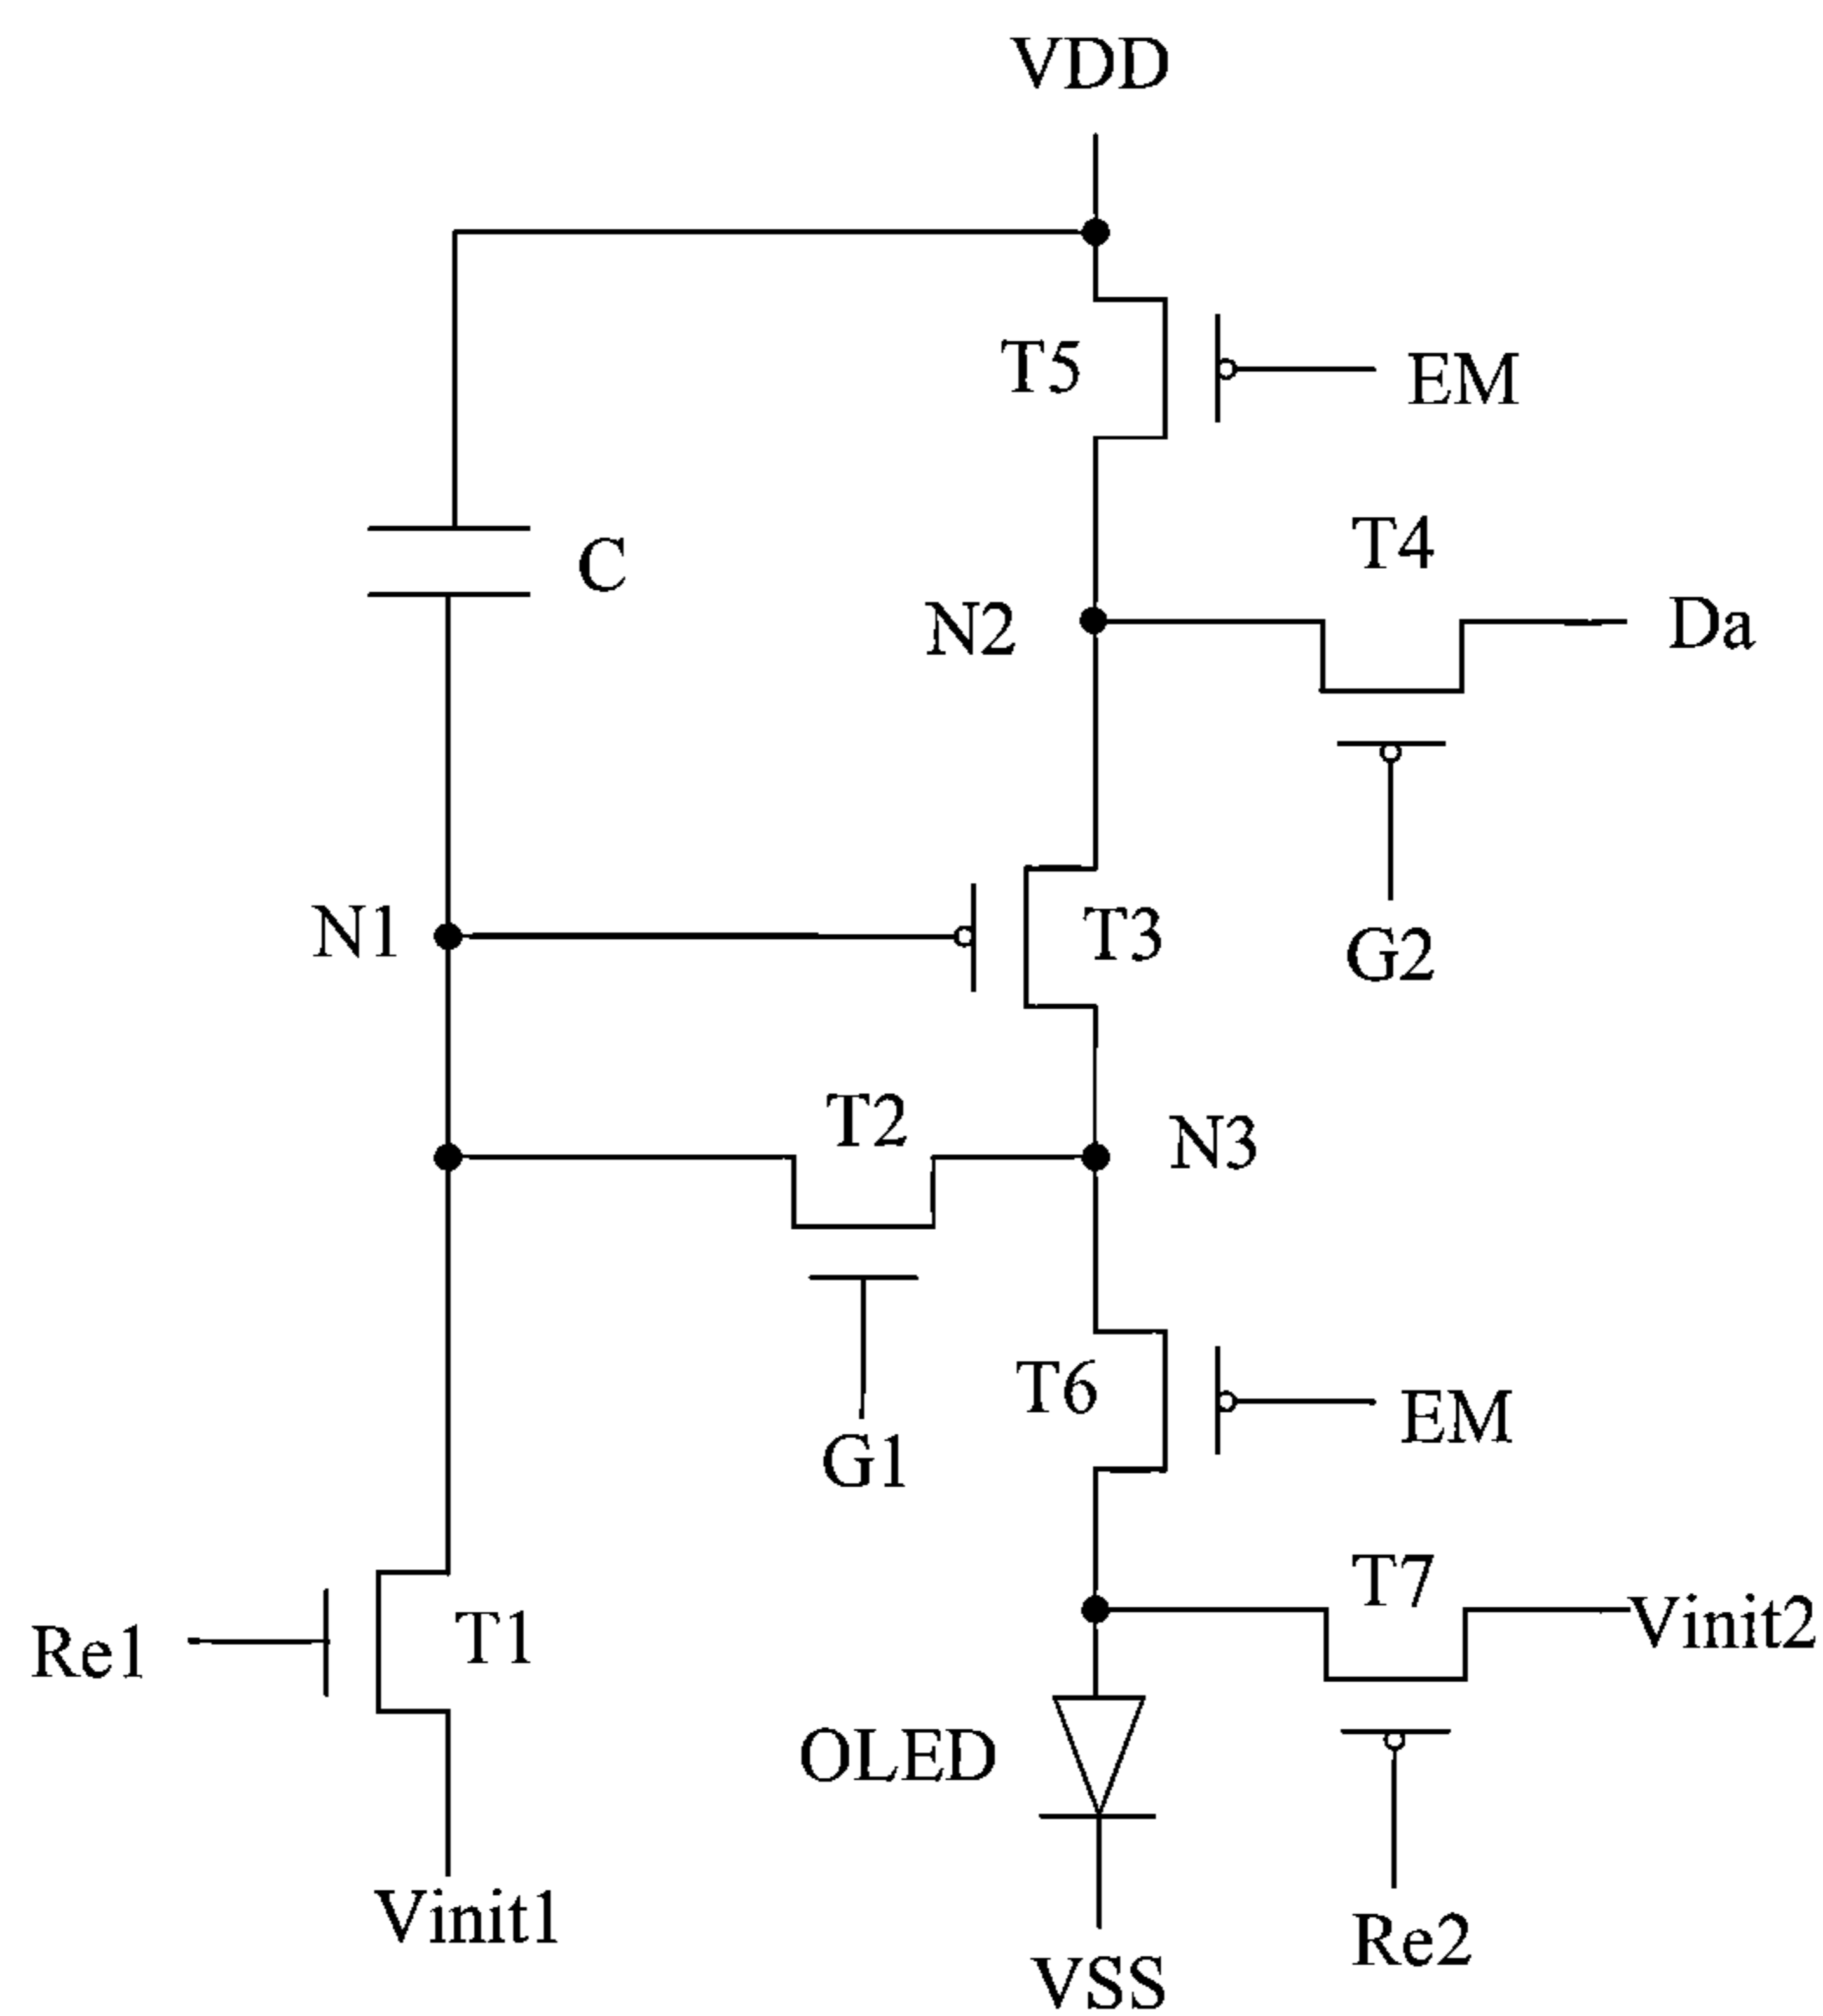 VDD
T5
EM
C
T4
N2
Da
N1
T3
G2
T2
N3
T6
EM
G1
T7
Re1
T1
Vinit2
OLED
Vinit1
Re2
VSS